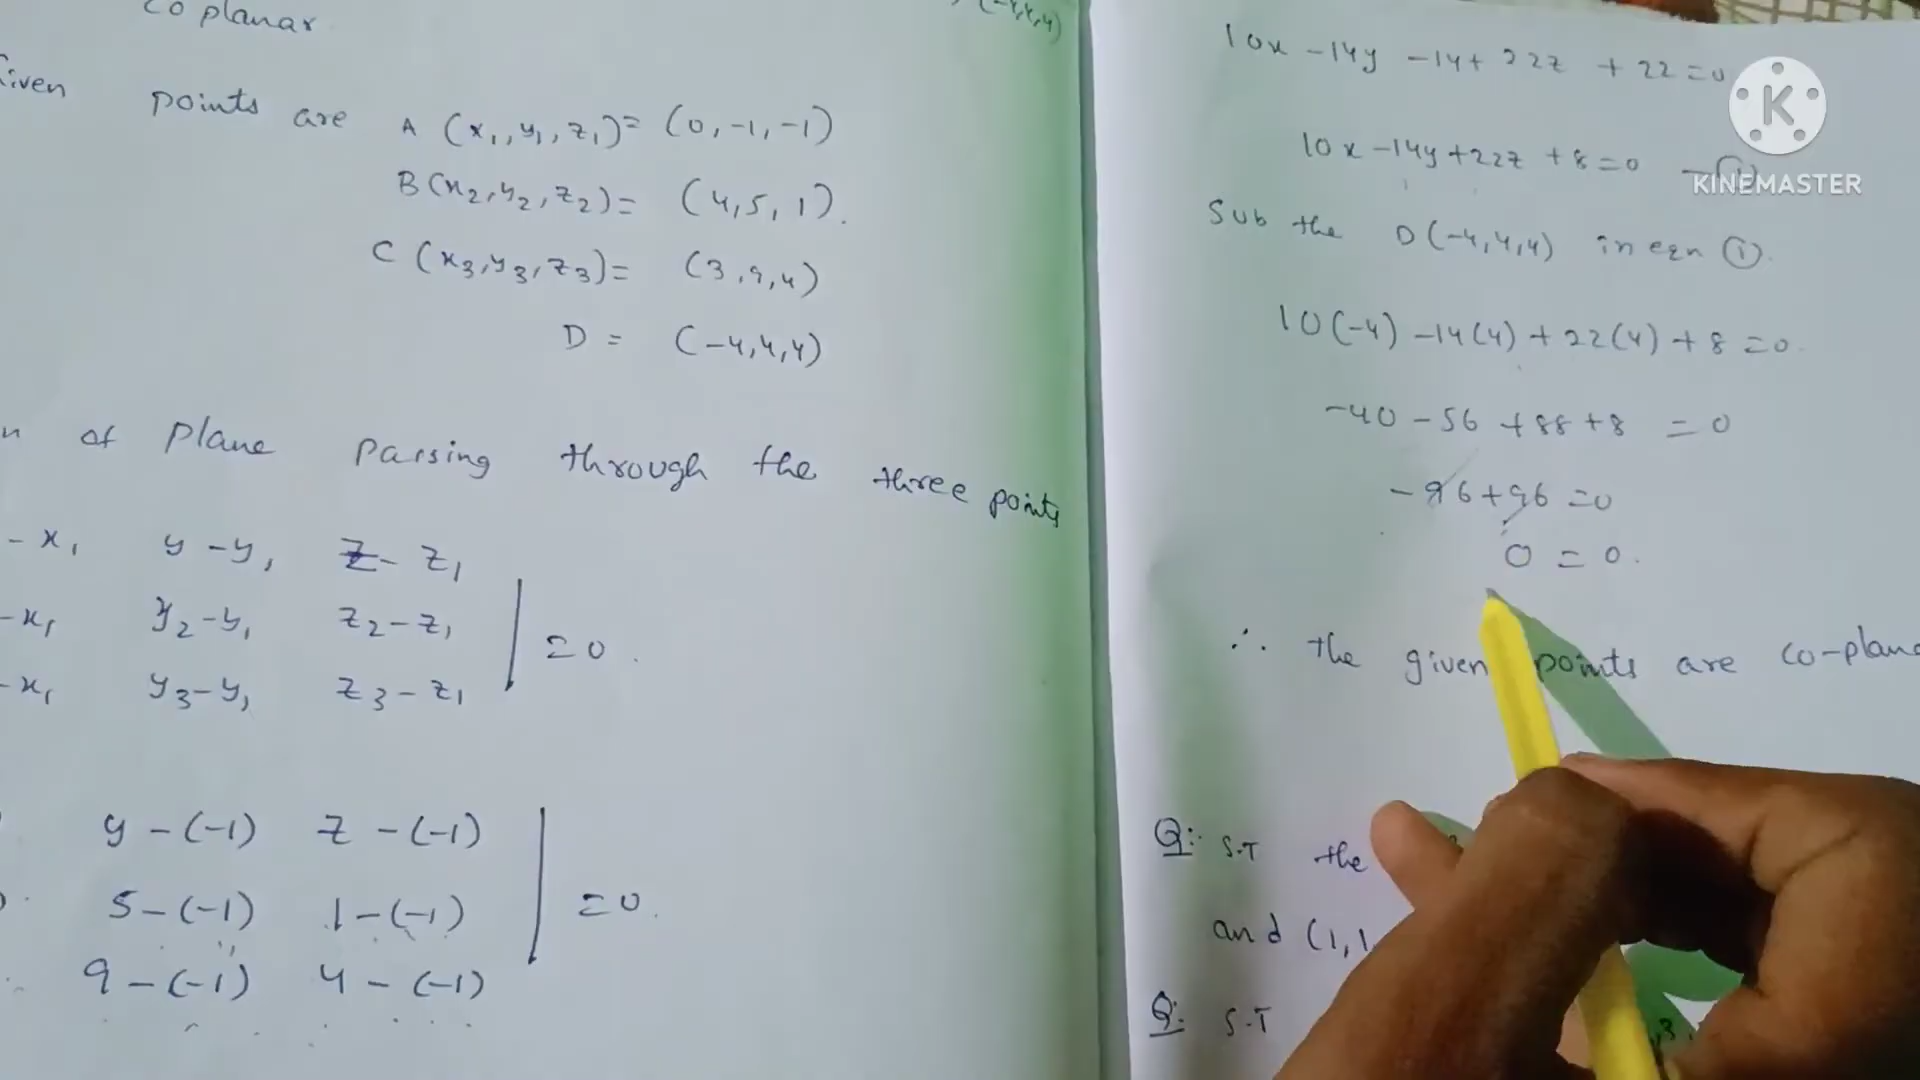 Co planar
Given points are A (x₁, y₁, z₁) = (0, -1, -1)
B (x₂, y₂, z₂) = (4, 5, 1).
C (x₃, y₃, z₃) = (3, 9, 4)
D = (-4, 4, 4)
of plane parsing through the three points
- x₁ y - y₁ z - z₁
- x₁ y₂ - y₁ z₂ - z₁ = 0.
- x₁ y₃ - y₁ z₃ - z₁
y - (-1) z - (-1)
5 - (-1) 1 - (-1) = 0.
9 - (-1) 4 - (-1)
(-4,4,4)
10x - 14y - 14 + 22z + 22 = 0
10x - 14y + 22z + 8 = 0
KINEMASTER
Sub the D (-4, 4, 4) in eqn ①.
10(-4) - 14(4) + 22(4) + 8 = 0.
-40 - 56 + 88 + 8 = 0
-96 + 96 = 0
0 = 0.
∴ the given points are co-plana
Q: S.T the
and (1, 1,
Q: S.T